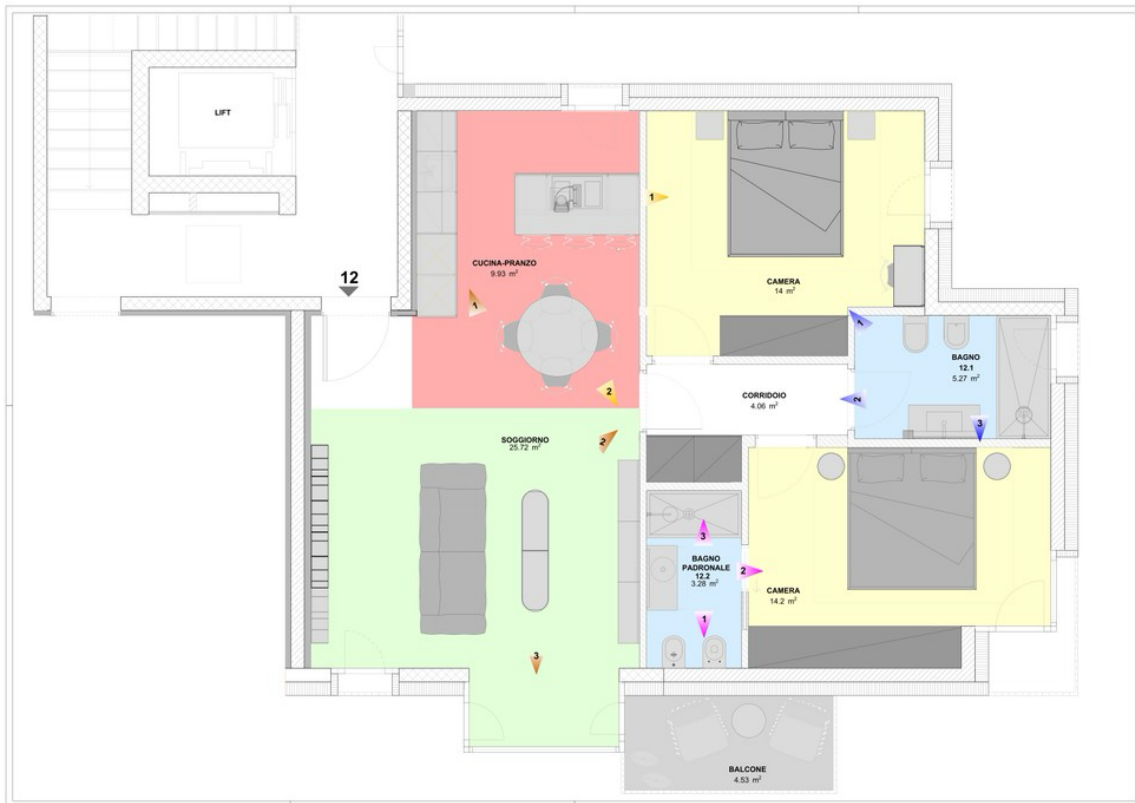 LIFT
12
CUCINA-PRANZO
9.93 m²
1
1
CAMERA
14 m²
1
BAGNO
12.1
5.27 m²
2
CORRIDOIO
4.06 m²
2
3
2
SOGGIORNO
25.72 m²
3
BAGNO
PADRONALE
12.2
3.28 m²
2
CAMERA
14.2 m²
1
3
BALCONE
4.53 m²